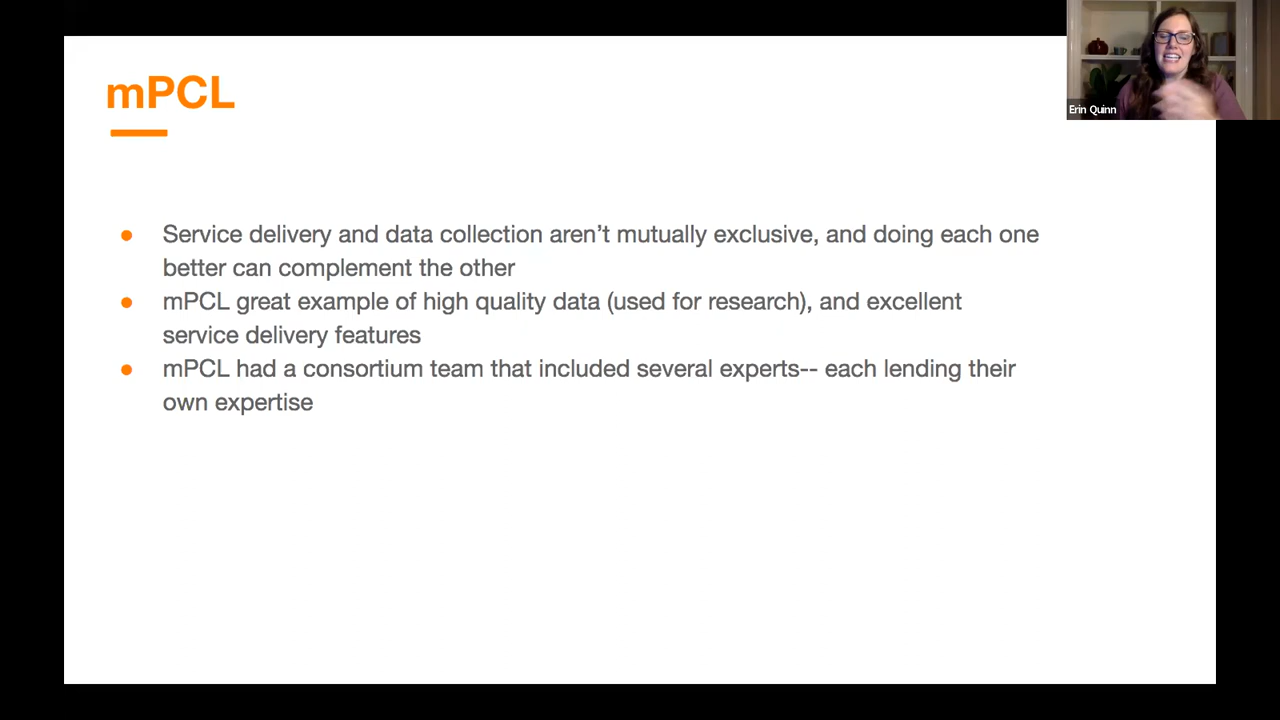 mPCL
Erin Quinn
● Service delivery and data collection aren’t mutually exclusive, and doing each one
better can complement the other
● mPCL great example of high quality data (used for research), and excellent
service delivery features
● mPCL had a consortium team that included several experts-- each lending their
own expertise